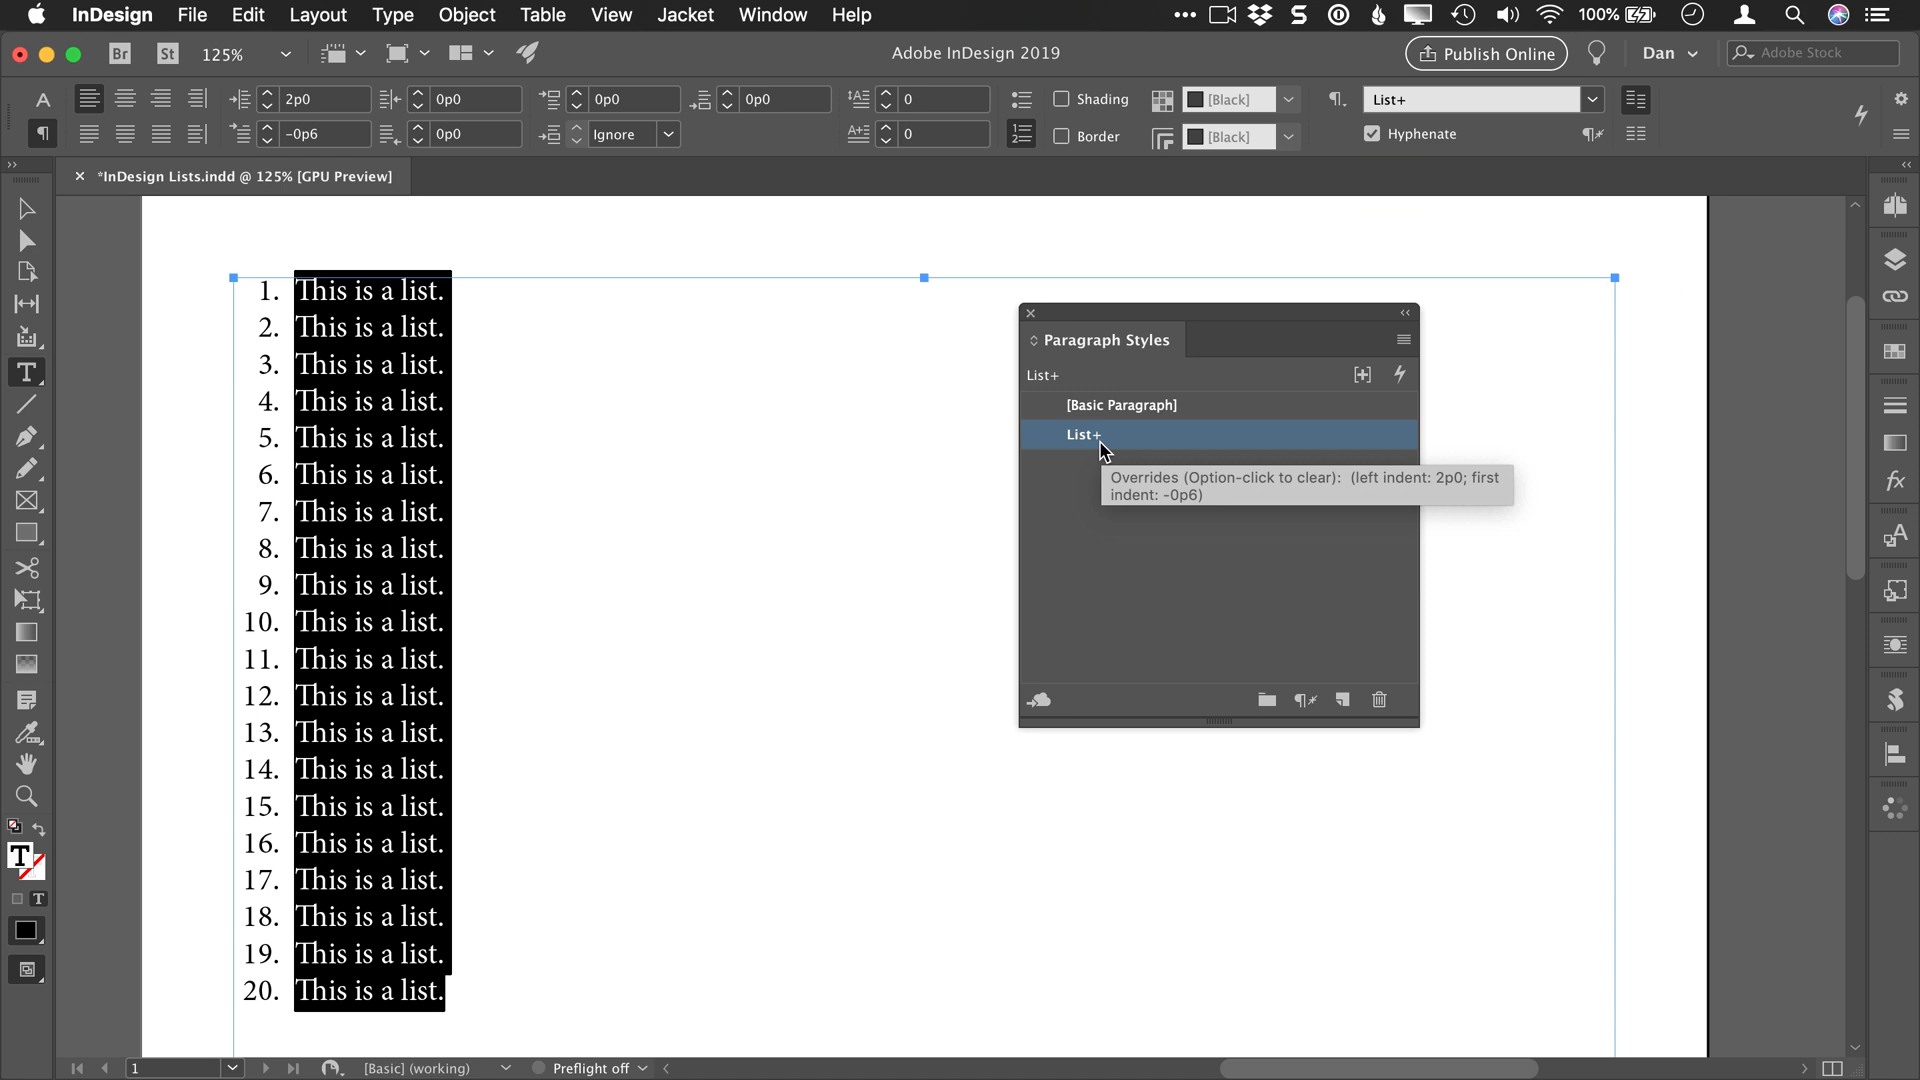 InDesign File Edit Layout Type Object Table View Jacket Window Help 100%
Br St 125% Adobe InDesign 2019 Publish Online Dan Adobe Stock
A 2p0 0p0 0p0 0p0 0 Shading [Black] List+
¶ -0p6 0p0 Ignore 0 Border [Black] Hyphenate
× *InDesign Lists.indd @ 125% [GPU Preview]
1. This is a list.
2. This is a list.
3. This is a list.
4. This is a list.
5. This is a list.
6. This is a list.
7. This is a list.
8. This is a list.
9. This is a list.
10. This is a list.
11. This is a list.
12. This is a list.
13. This is a list.
14. This is a list.
15. This is a list.
16. This is a list.
17. This is a list.
18. This is a list.
19. This is a list.
20. This is a list.
Paragraph Styles
List+
[Basic Paragraph]
List+
Overrides (Option-click to clear): (left indent: 2p0; first
indent: -0p6)
1 [Basic] (working) Preflight off